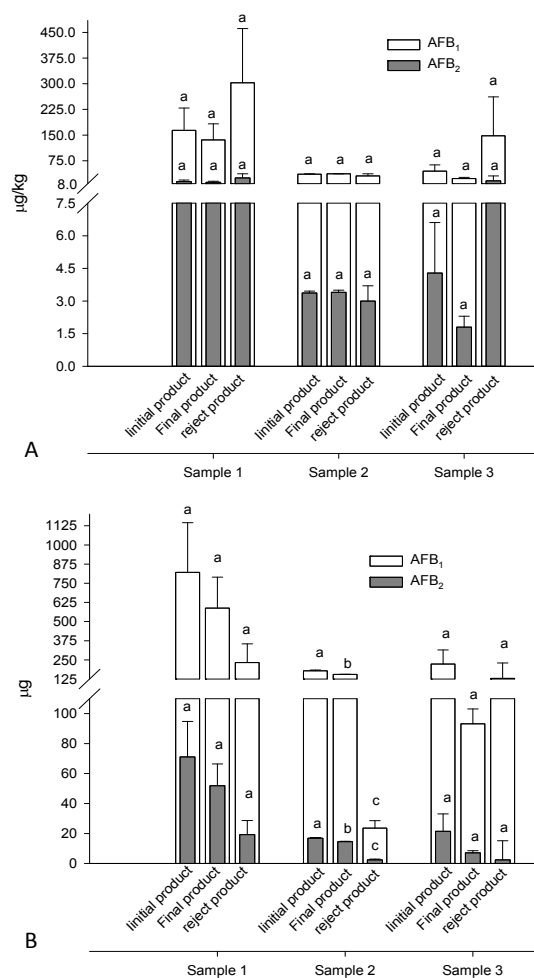 a
450.0
AFB1
375.0
AFB2
300.0
a
225.0
a
150.0
a
a
a
a
a
a
a
a
75.0
a
8.0
µg/kg
7.5
6.0
a
4.5
a
a
a
3.0
a
1.5
0.0
Iinitial product
Final product
reject product
Iinitial product
Final product
reject product
Iinitial product
Final product
reject product
A
Sample 1
Sample 2
Sample 3
a
1125
AFB1
1000
a
AFB2
875
750
625
a
500
a
a
375
a
b
250
125
µg
a
a
100
80
a
60
c
a
40
a
b
a
c
a
20
0
Iinitial product
Final product
reject product
Iinitial product
Final product
reject product
Iinitial product
Final product
reject product
B
Sample 1
Sample 2
Sample 3